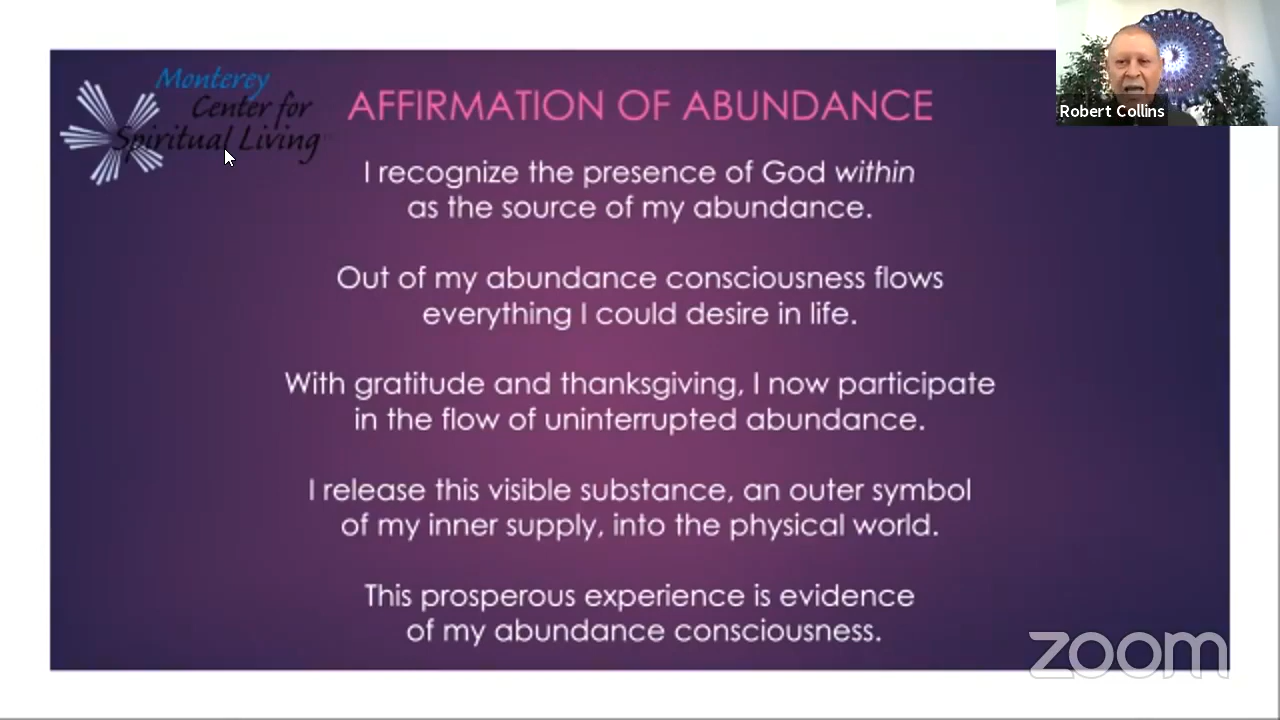 Monterey
Center for
Spiritual Living
AFFIRMATION OF ABUNDANCE
Robert Collins
I recognize the presence of God within
as the source of my abundance.
Out of my abundance consciousness flows
everything I could desire in life.
With gratitude and thanksgiving, I now participate
in the flow of uninterrupted abundance.
I release this visible substance, an outer symbol
of my inner supply, into the physical world.
This prosperous experience is evidence
of my abundance consciousness.
zoom